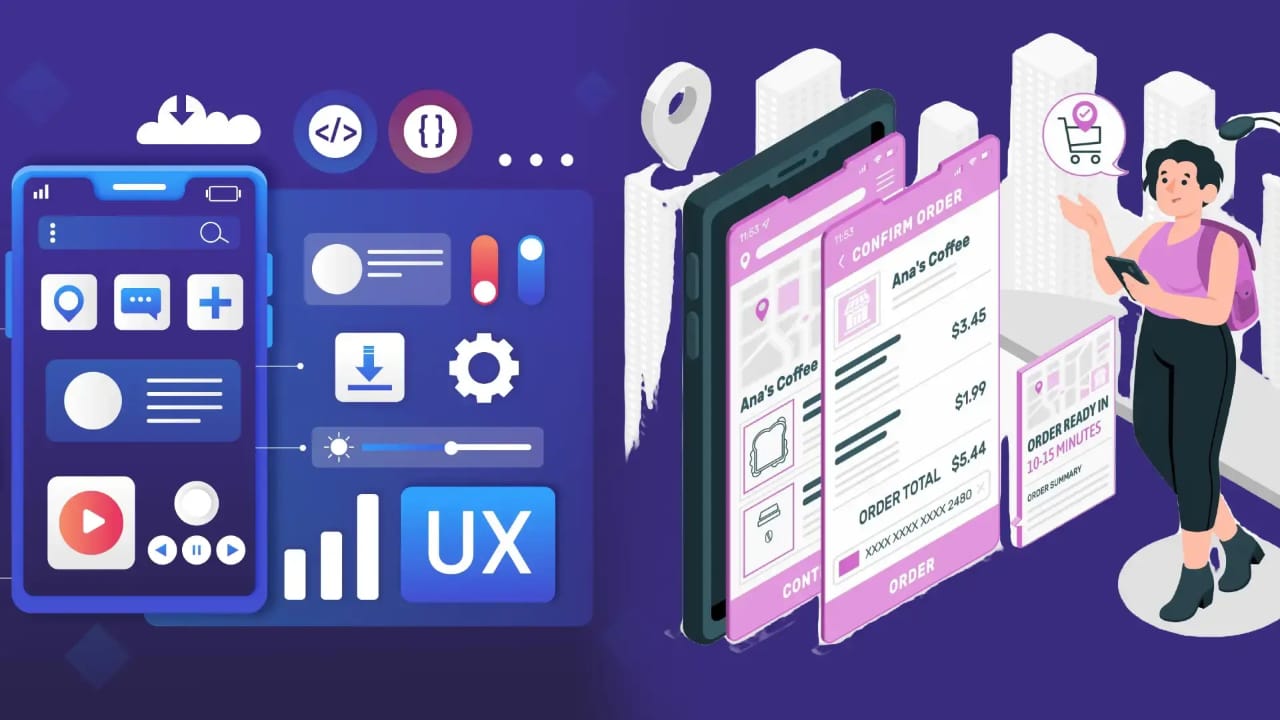 </>
{}
UX
11:53
Ana's Coffee
CONT
11:53
CONFIRM ORDER
Ana's Coffee
$3.45
$1.99
ORDER TOTAL $5.44
XXXX XXXX XXXX 2480
ORDER
ORDER READY IN
10-15 MINUTES
ORDER SUMMARY